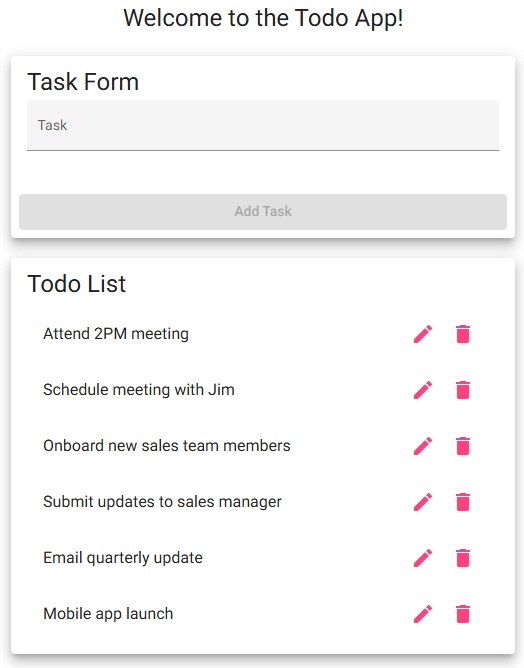 Welcome to the Todo App!
Task Form
Task
Add Task
Todo List
Attend 2PM meeting
Schedule meeting with Jim
Onboard new sales team members
Submit updates to sales manager
Email quarterly update
Mobile app launch